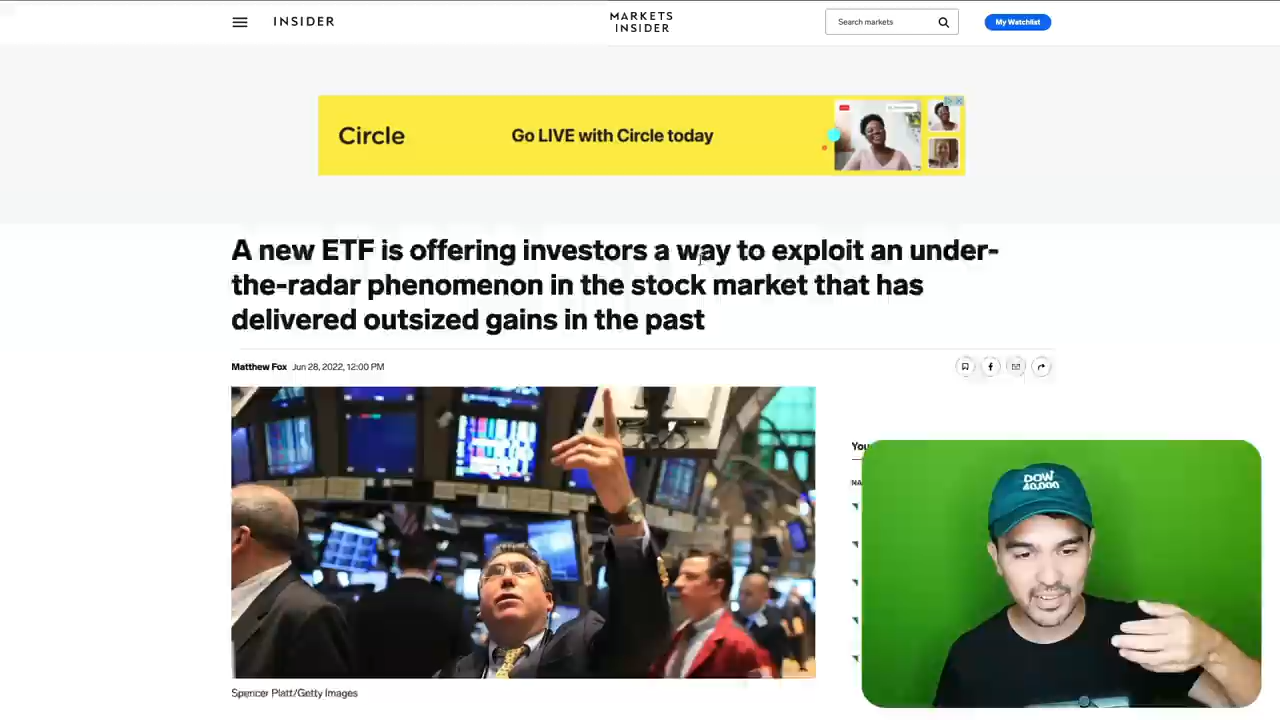 INSIDER
MARKETS
INSIDER
Search markets
My Watchlist
Circle
Go LIVE with Circle today
A new ETF is offering investors a way to exploit an under-
the-radar phenomenon in the stock market that has
delivered outsized gains in the past
Matthew Fox Jun 28, 2022, 12:00 PM
You
NA
DOW
40,000
Spencer Platt/Getty Images